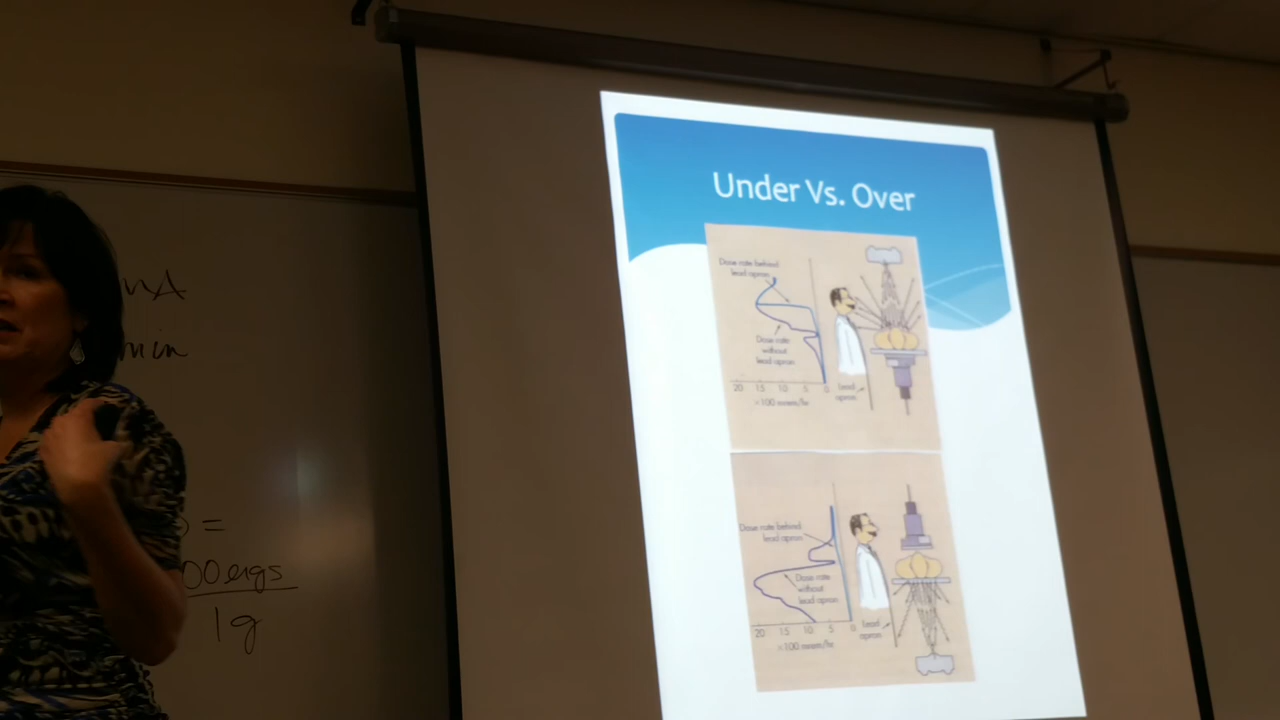 Under Vs. Over
Dose rate behind
lead apron
Dose rate
without
lead apron
20 15 10 5 0
×100 mrem/hr
Lead
apron
Dose rate behind
lead apron
Dose rate
without
lead apron
20 15 10 5 0
×100 mrem/hr
Lead
apron
mA
min
=
00 ergs
1g